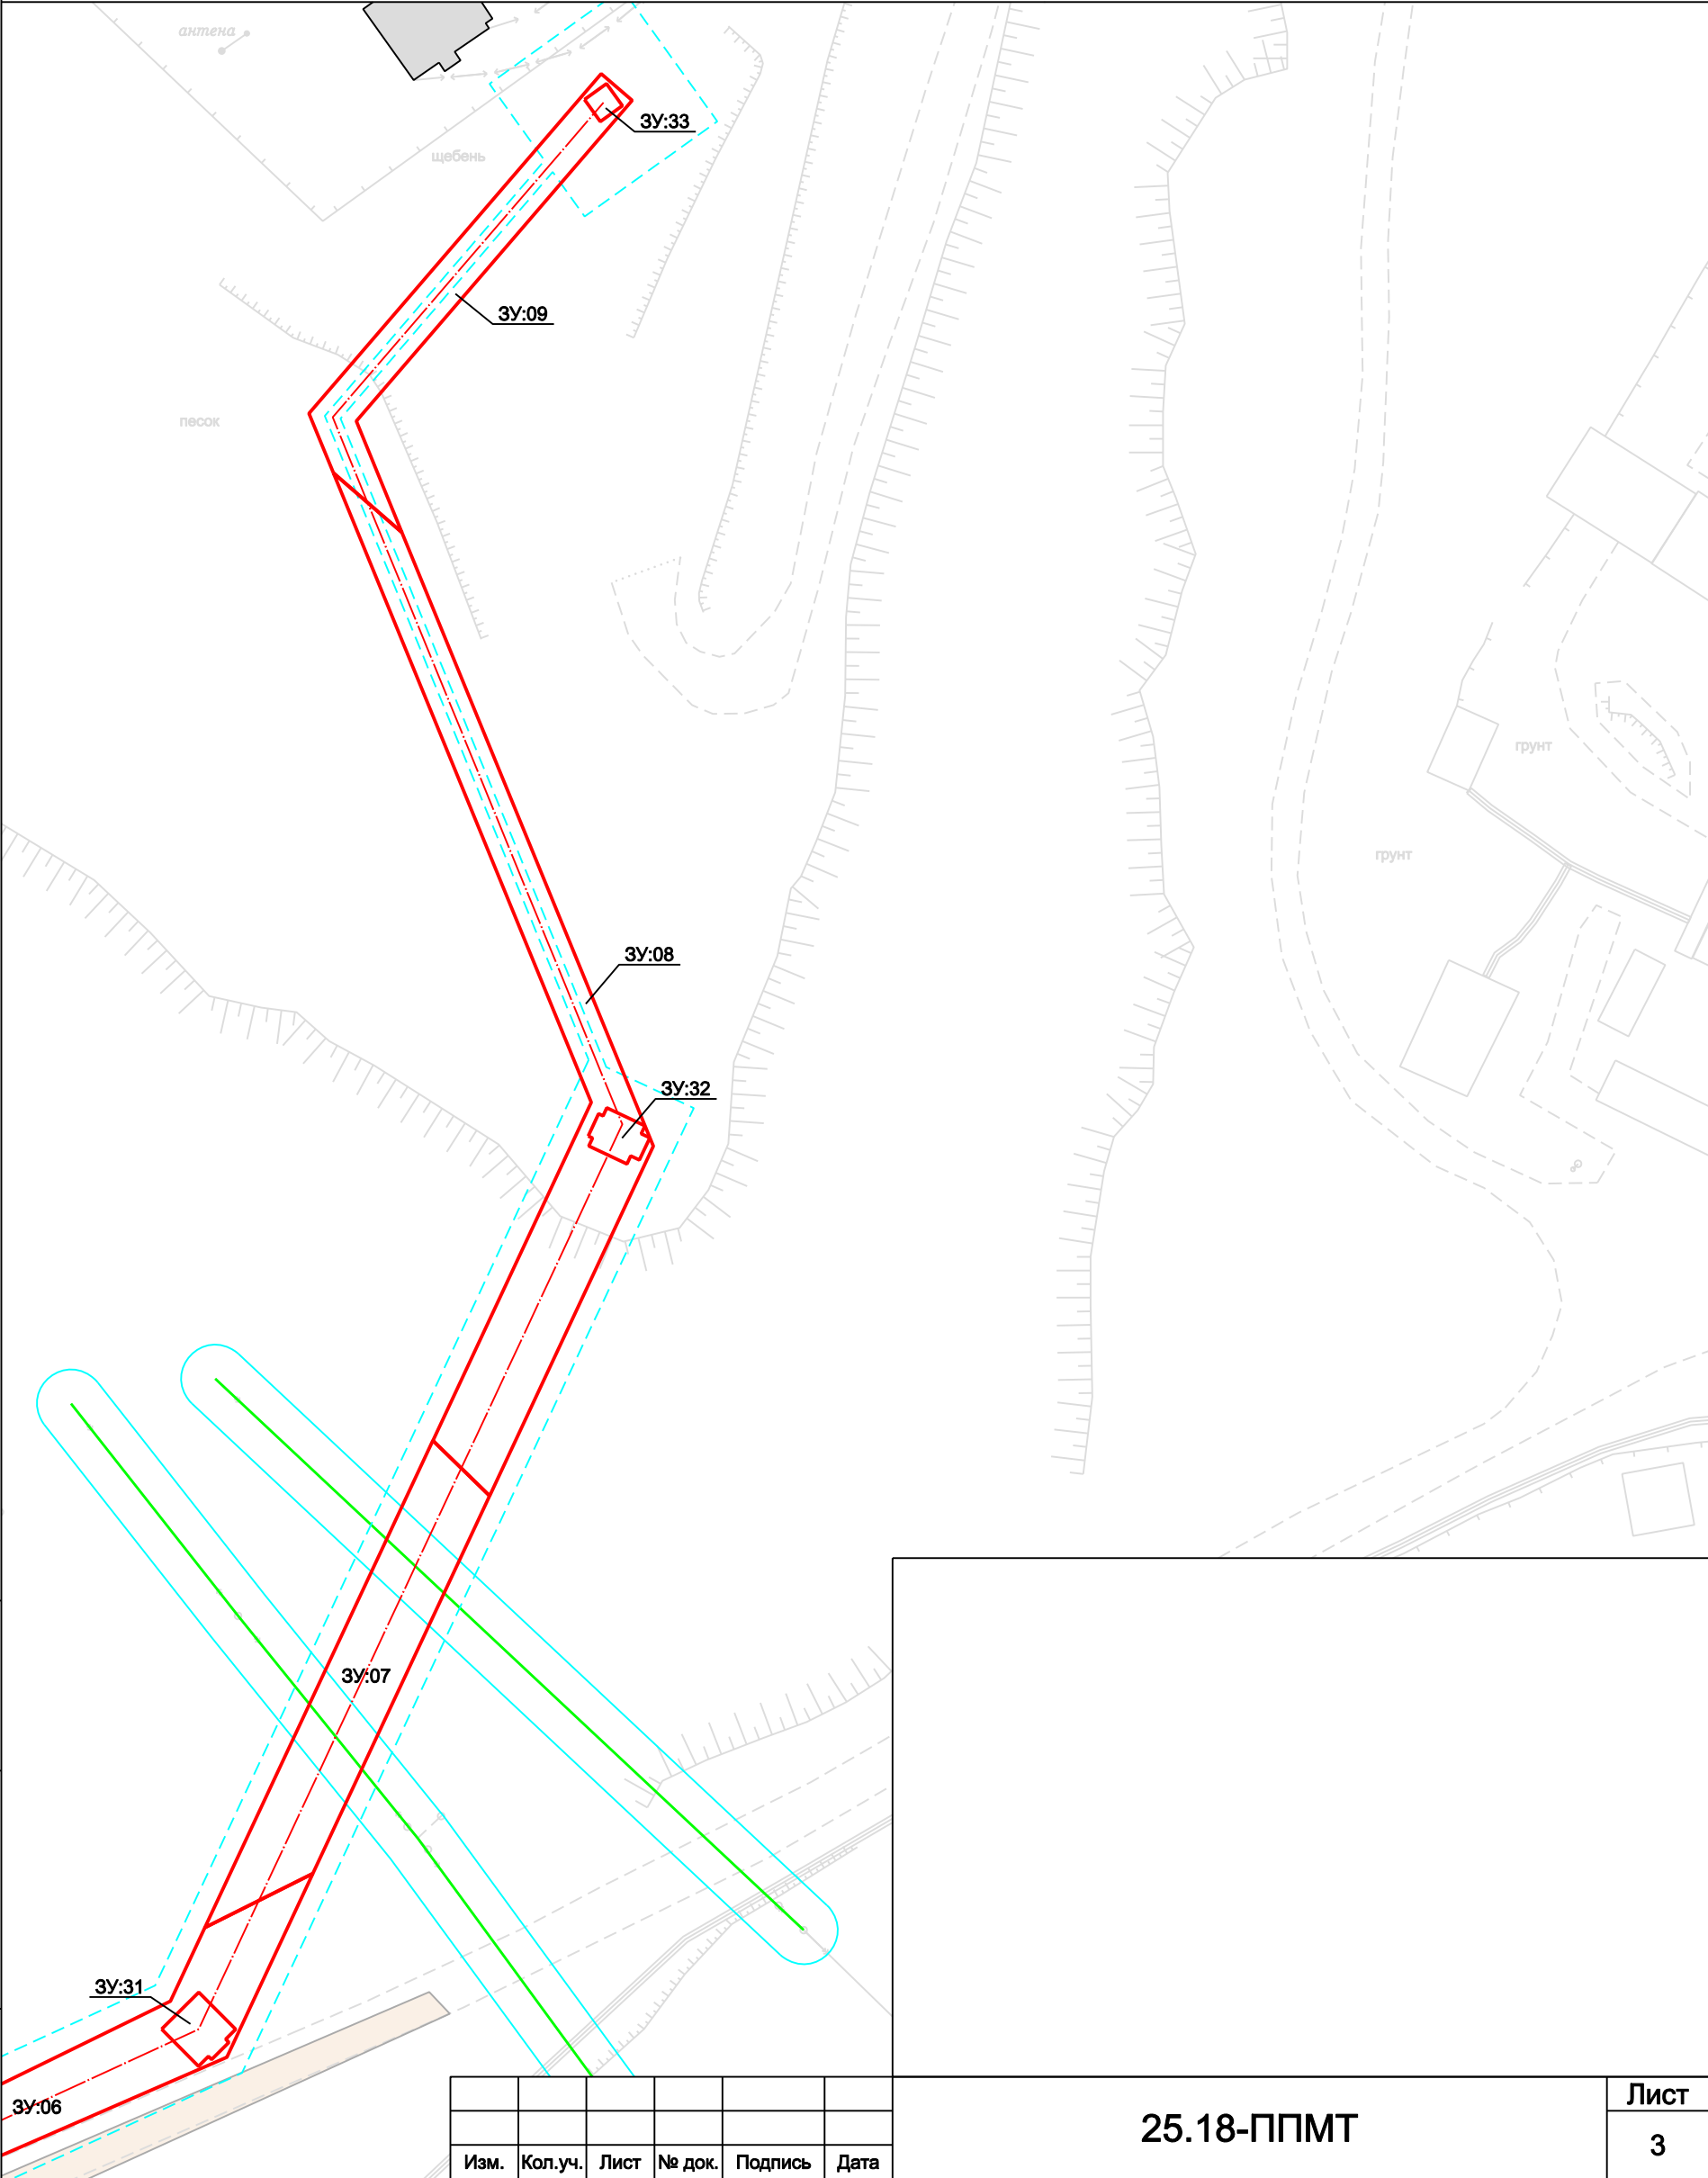 антена
ЗУ:33
щебень
ЗУ:09
песок
грунт
грунт
ЗУ:08
ЗУ:32
ЗУ:07
ЗУ:31
ЗУ:06
Изм. Кол.уч. Лист № док. Подпись Дата
25.18-ППМТ
Лист
3